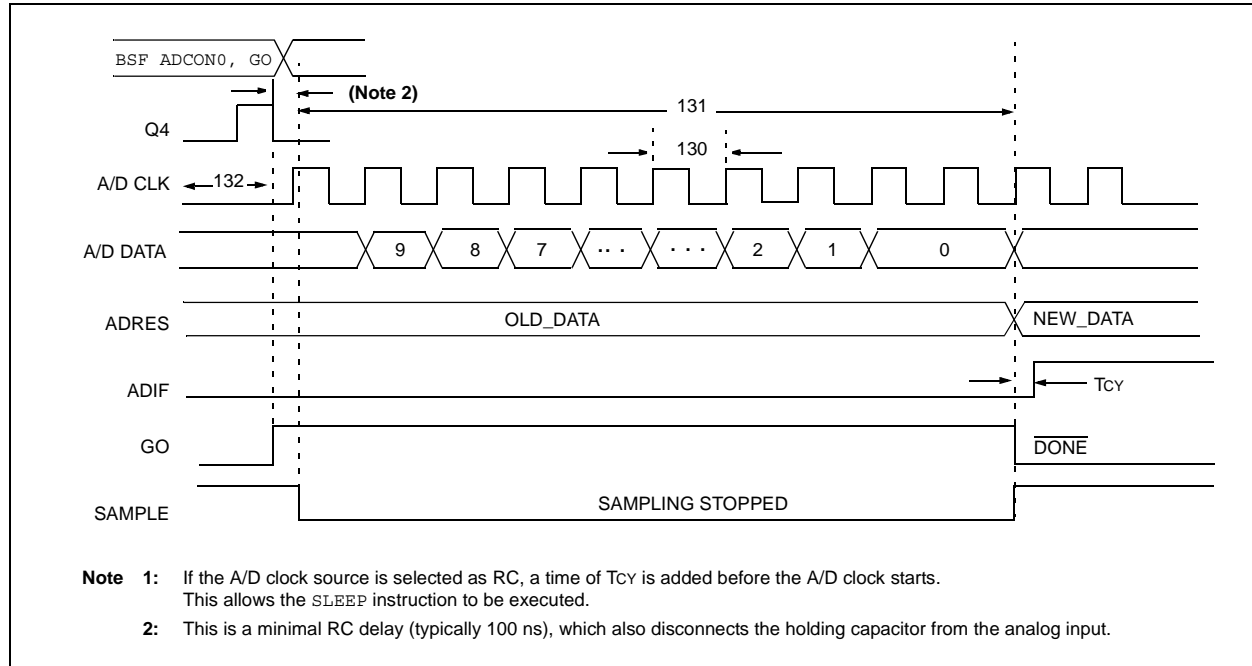 BSF ADCON0, GO
(Note 2)
131
Q4
130
A/D CLK
132
A/D DATA
9 8 7 .. . . . . 2 1 0
ADRES
OLD_DATA
NEW_DATA
ADIF
TCY
GO
DONE
SAMPLE
SAMPLING STOPPED
Note 1: If the A/D clock source is selected as RC, a time of TCY is added before the A/D clock starts.
This allows the SLEEP instruction to be executed.
2: This is a minimal RC delay (typically 100 ns), which also disconnects the holding capacitor from the analog input.